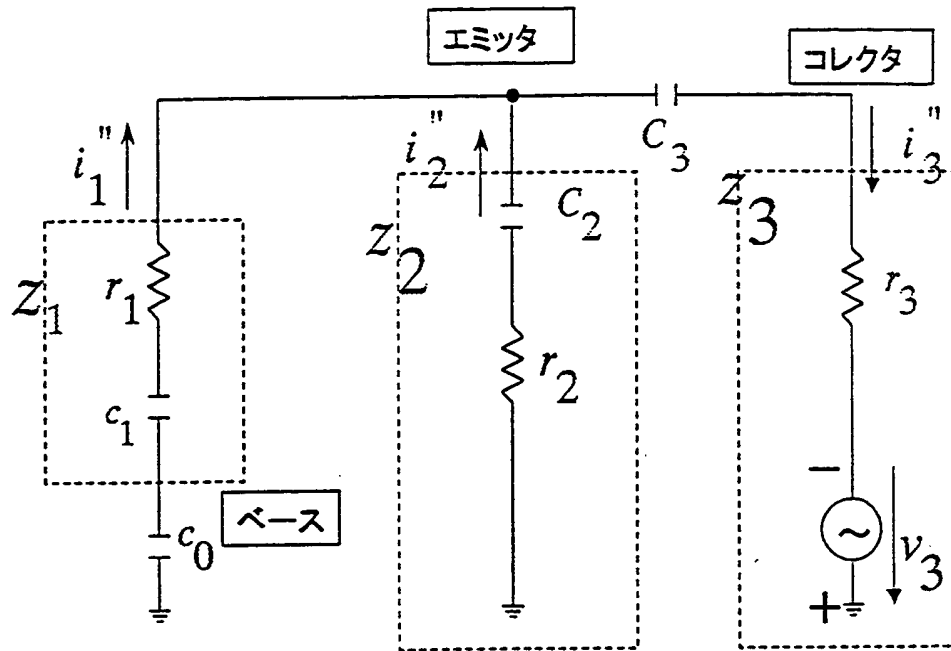 エミッタ
コレクタ
i₁"
i₂"
C₃
i₃"
z₁
r₁
c₁
z₂
C₂
r₂
z₃
r₃
ベース
c₀
−
~
+
v₃